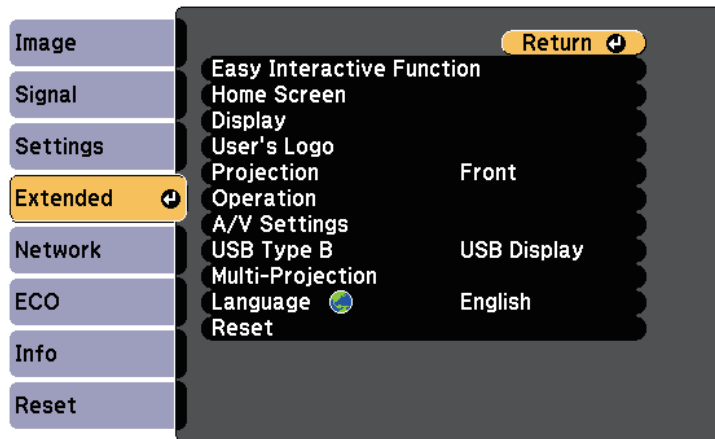 Image
Signal
Settings
Extended
Network
ECO
Info
Reset
Return
Easy Interactive Function
Home Screen
Display
User's Logo
Projection Front
Operation
A/V Settings
USB Type B USB Display
Multi-Projection
Language English
Reset